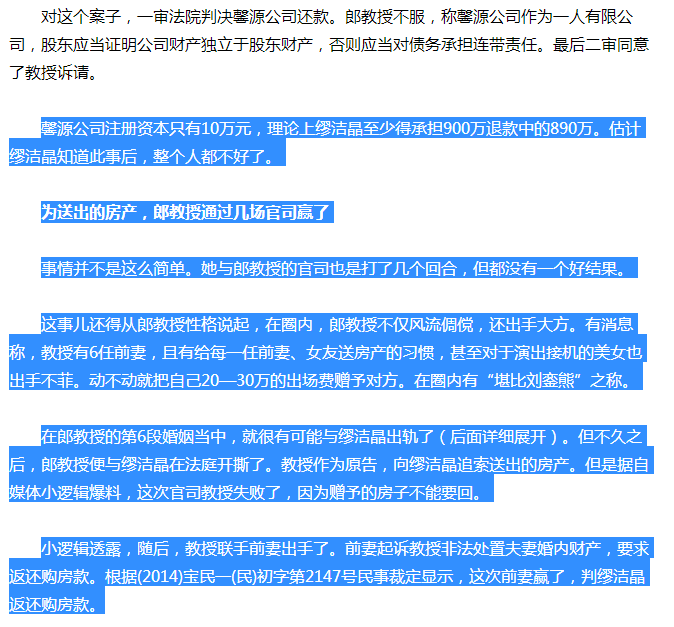 对这个案子，一审法院判决馨源公司还款。郎教授不服，称馨源公司作为一人有限公
司，股东应当证明公司财产独立于股东财产，否则应当对债务承担连带责任。最后二审同意
了教授诉请。
馨源公司注册资本只有10万元，理论上缪洁晶至少得承担900万退款中的890万。估计
缪洁晶知道此事后，整个人都不好了。
为送出的房产，郎教授通过几场官司赢了
事情并不是这么简单。她与郎教授的官司也是打了几个回合，但都没有一个好结果。
这事儿还得从郎教授性格说起，在圈内，郎教授不仅风流倜傥，还出手大方。有消息
称，教授有6任前妻，且有给每一任前妻、女友送房产的习惯，甚至对于演出接机的美女也
出手不菲。动不动就把自己20—30万的出场费赠予对方。在圈内有“堪比刘銮熊”之称。
在郎教授的第6段婚姻当中，就很有可能与缪洁晶出轨了（后面详细展开）。但不久之
后，郎教授便与缪洁晶在法庭开撕了。教授作为原告，向缪洁晶追索送出的房产。但是据自
媒体小逻辑爆料，这次官司教授失败了，因为赠予的房子不能要回。
小逻辑透露，随后，教授联手前妻出手了。前妻起诉教授非法处置夫妻婚内财产，要求
返还购房款。根据(2014)宝民一(民)初字第2147号民事裁定显示，这次前妻赢了，判缪洁晶
返还购房款。